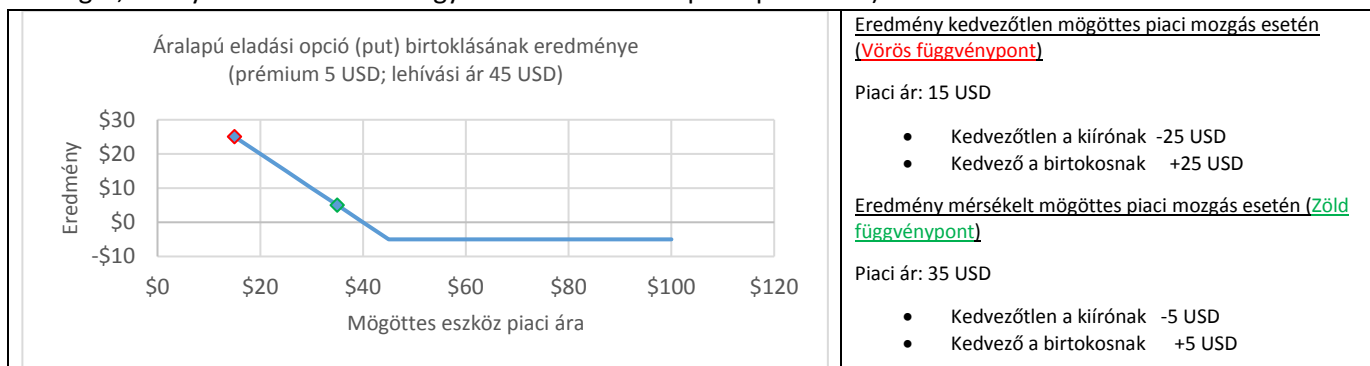 Áralapú eladási opció (put) birtoklásának eredménye
(prémium 5 USD; lehívási ár 45 USD)
$30
$20
$10
$0
-$10
Eredmény
$0 $20 $40 $60 $80 $100 $120
Mögöttes eszköz piaci ára
Eredmény kedvezőtlen mögöttes piaci mozgás esetén
(Vörös függvénypont)
Piaci ár: 15 USD
• Kedvezőtlen a kiírónak -25 USD
• Kedvező a birtokosnak +25 USD
Eredmény mérsékelt mögöttes piaci mozgás esetén (Zöld
függvénypont)
Piaci ár: 35 USD
• Kedvezőtlen a kiírónak -5 USD
• Kedvező a birtokosnak +5 USD